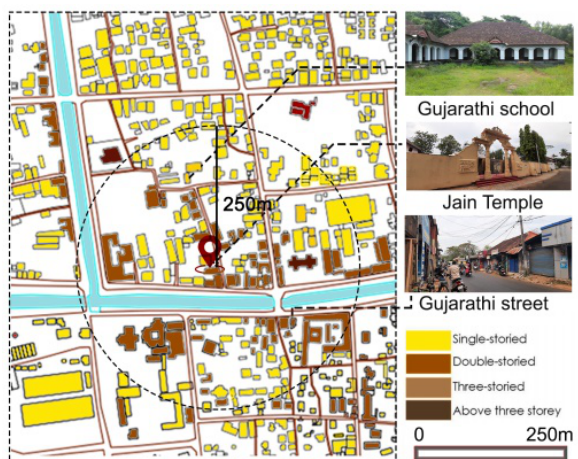 250m
Gujarathi school
Jain Temple
Gujarathi street
Single-storied
Double-storied
Three-storied
Above three storey
0 250m